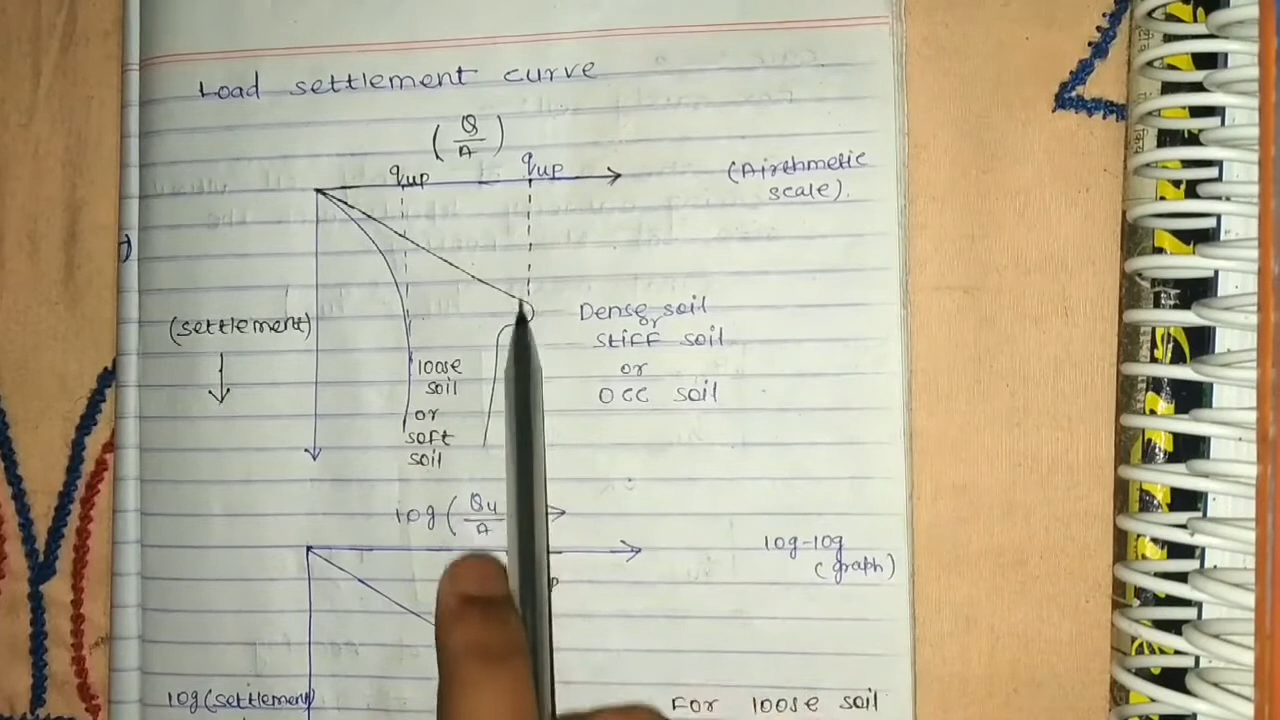 Load settlement curve
(Q/A)
qup qup
(Airthmetic
scale).
(settlement)
Dense soil
or
stiff soil
or
OCC soil
loose
soil
or
soft
soil
log(Qu/A
log-log
(graph)
log(settlement)
For loose soil